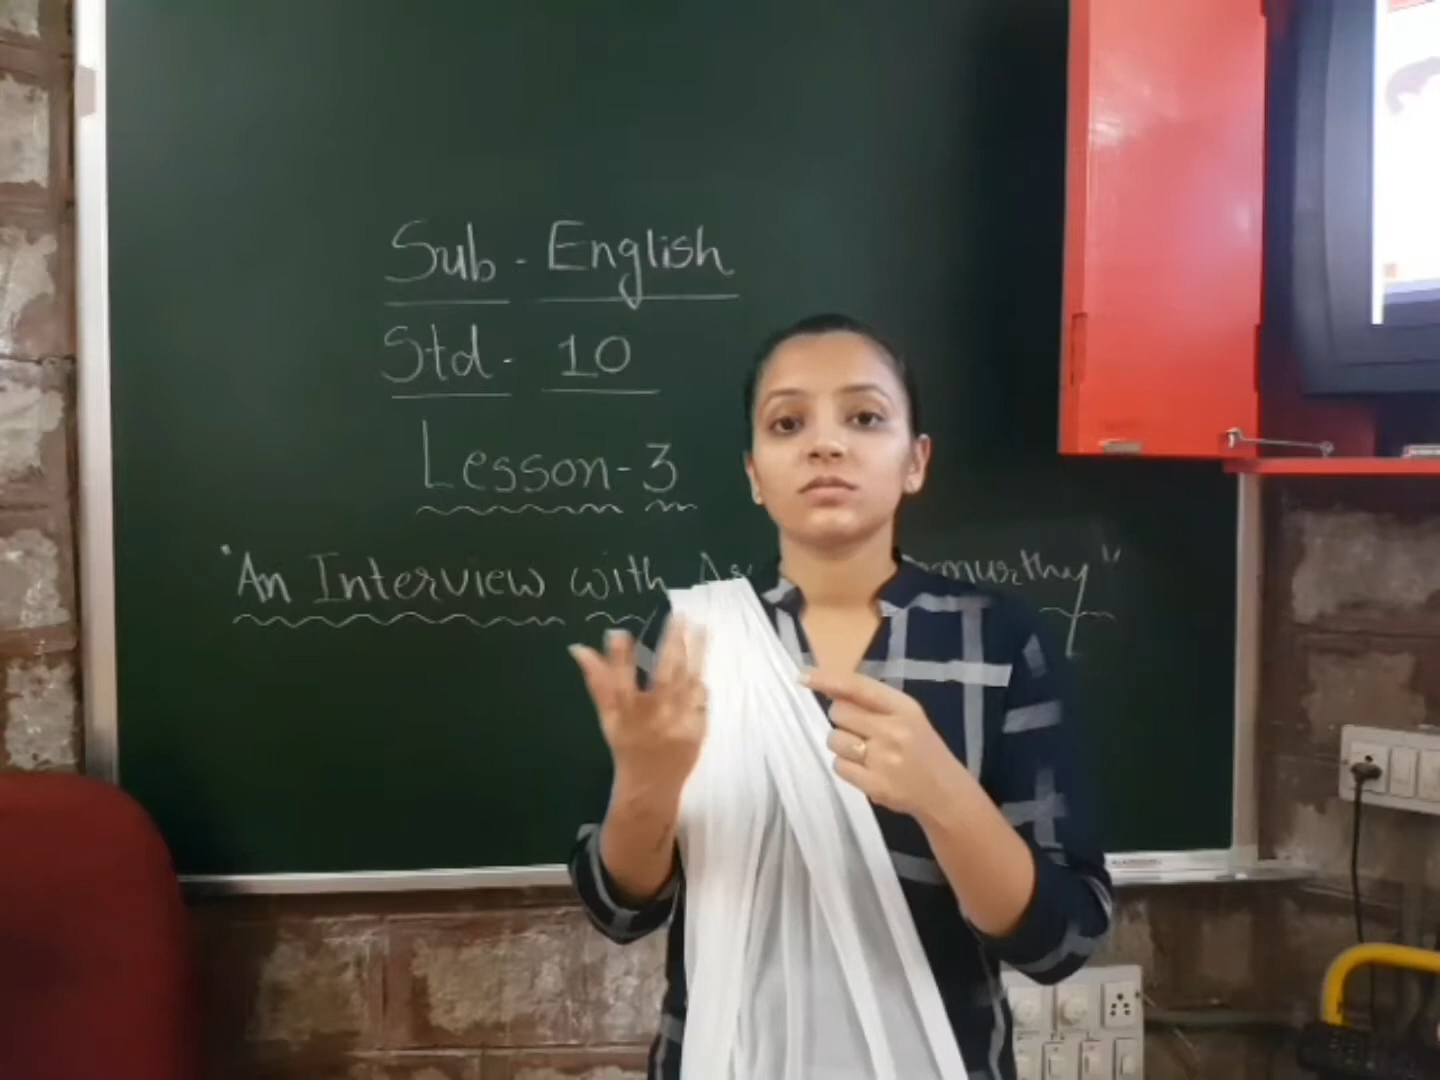 Sub - English
Std - 10
Lesson - 3
"An Interview with